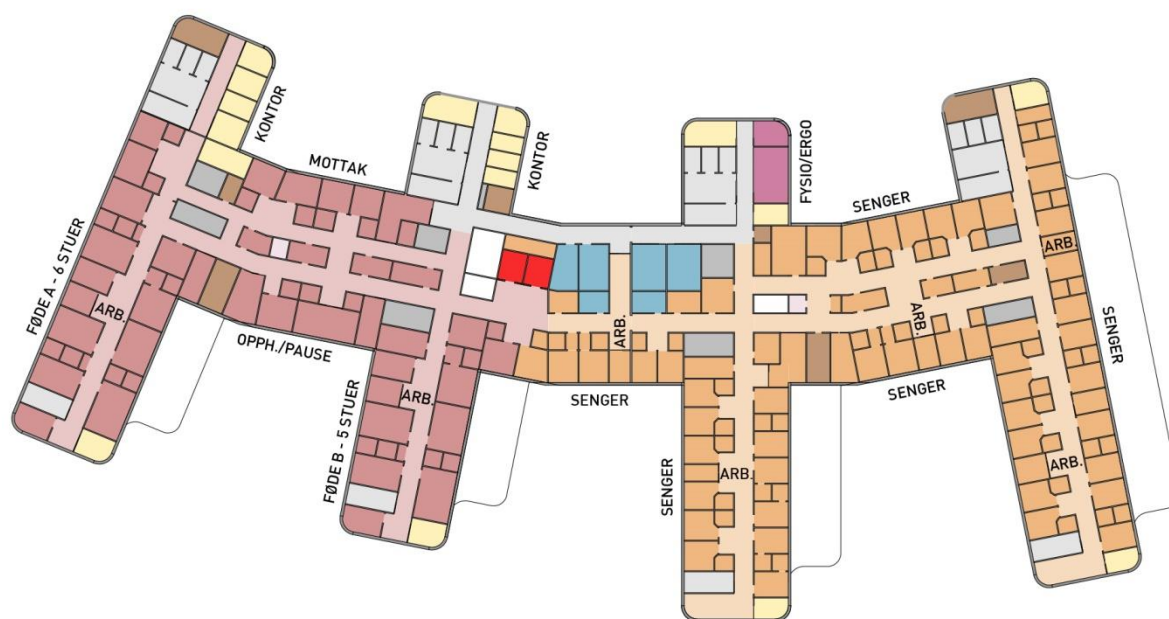 KONTOR
MOTTAK
KONTOR
FYSIO/ERGO
SENGER
FØDE A - 6 STUER
ARB.
OPPH./PAUSE
FØDE B - 5 STUER
ARB.
ARB.
SENGER
SENGER
ARB.
ARB.
SENGER
ARB.
SENGER
ARB.